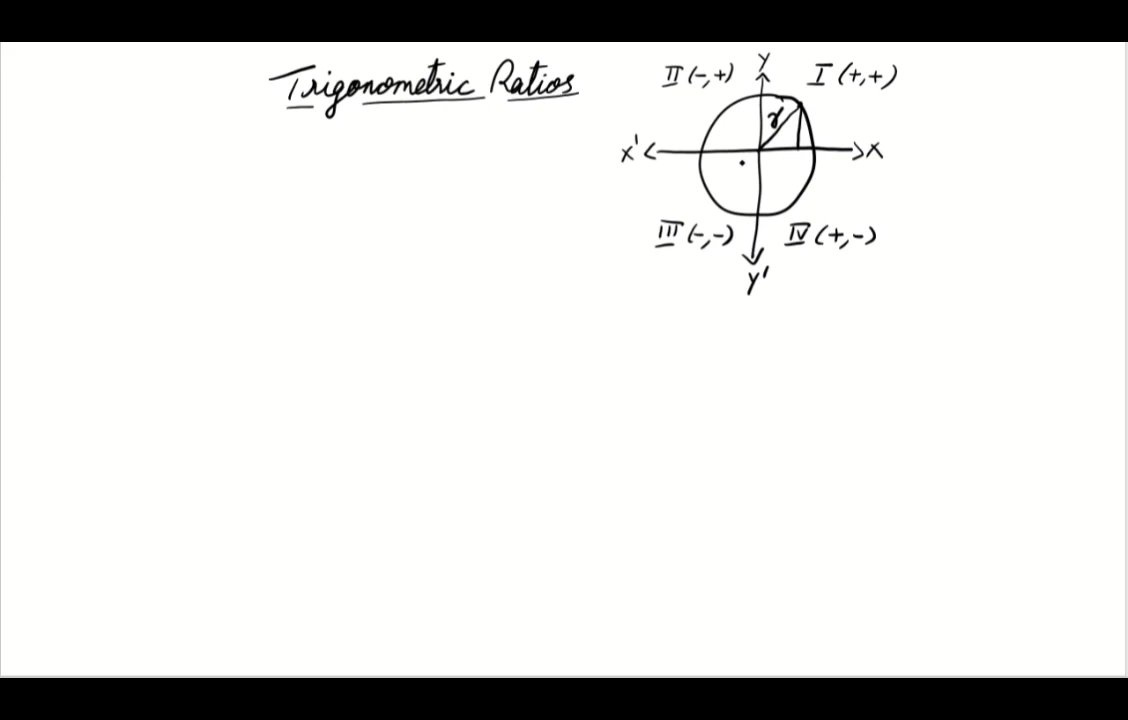 Trigonometric Ratios
Y
II (-,+)
I (+,+)
r
X'
X
III (-,-)
IV (+,-)
Y'